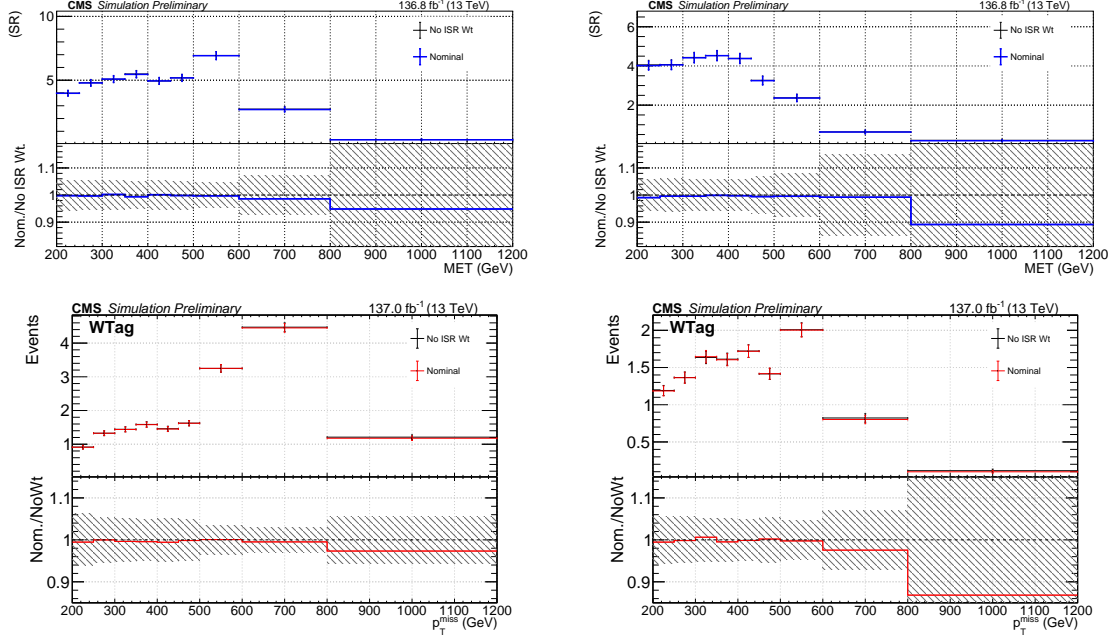 CMS Simulation Preliminary 136.8 fb-1 (13 TeV)
(SR)
10
5
No ISR Wt
Nominal
Nom./No ISR Wt.
1.1
1
0.9
200 300 400 500 600 700 800 900 1000 1100 1200
MET (GeV)
CMS Simulation Preliminary 136.8 fb-1 (13 TeV)
(SR)
6
4
2
No ISR Wt
Nominal
Nom./No ISR Wt.
1.1
1
0.9
200 300 400 500 600 700 800 900 1000 1100 1200
MET (GeV)
CMS Simulation Preliminary 137.0 fb-1 (13 TeV)
WTag
Events
4
3
2
1
No ISR Wt
Nominal
Nom./NoWt
1.1
1
0.9
200 300 400 500 600 700 800 900 1000 1100 1200
pTmiss (GeV)
CMS Simulation Preliminary 137.0 fb-1 (13 TeV)
WTag
Events
2
1.5
1
0.5
No ISR Wt
Nominal
Nom./NoWt
1.1
1
0.9
200 300 400 500 600 700 800 900 1000 1100 1200
pTmiss (GeV)